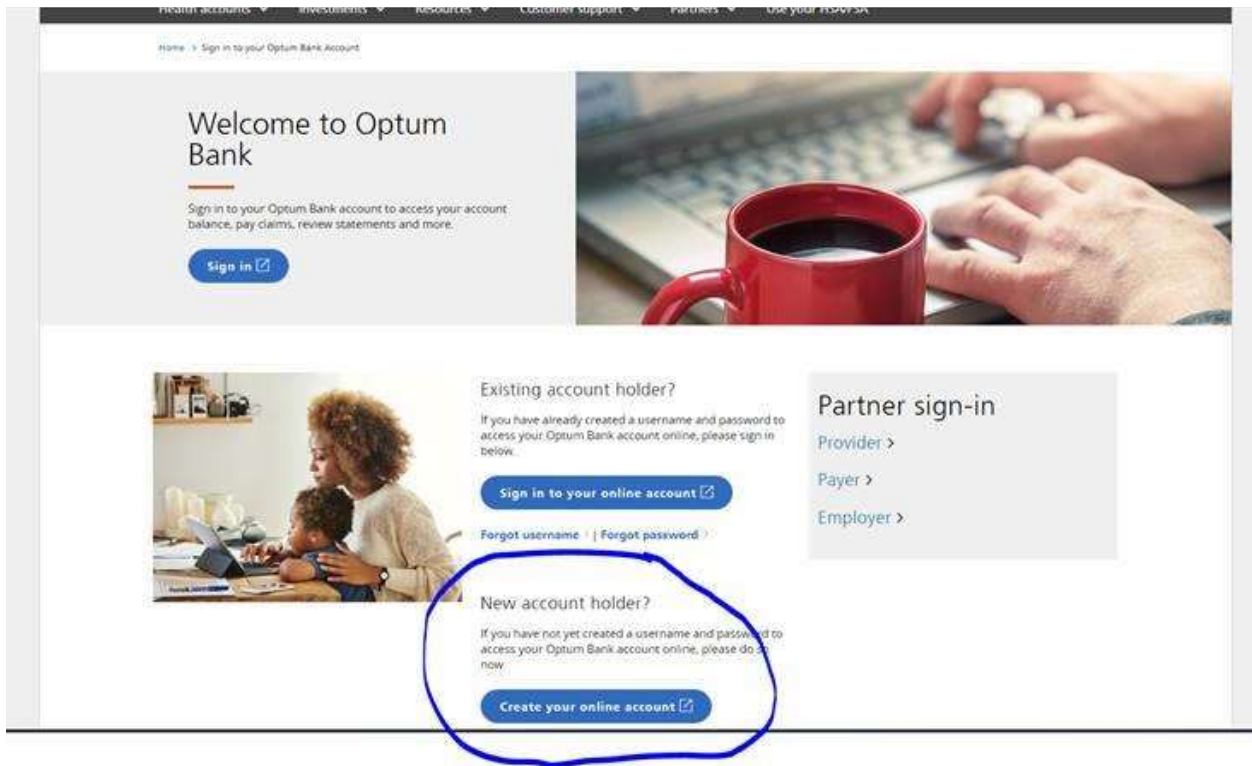 Health accounts Investments Resources Customer support Partners Use your HSA/FSA
Home > Sign in to your Optum Bank Account
Welcome to Optum
Bank
Sign in to your Optum Bank account to access your account
balance, pay claims, review statements and more.
Sign in
Existing account holder?
If you have already created a username and password to
access your Optum Bank account online, please sign in
below.
Sign in to your online account
Forgot username | Forgot password
New account holder?
If you have not yet created a username and password to
access your Optum Bank account online, please do so
now
Create your online account
Partner sign-in
Provider >
Payer >
Employer >